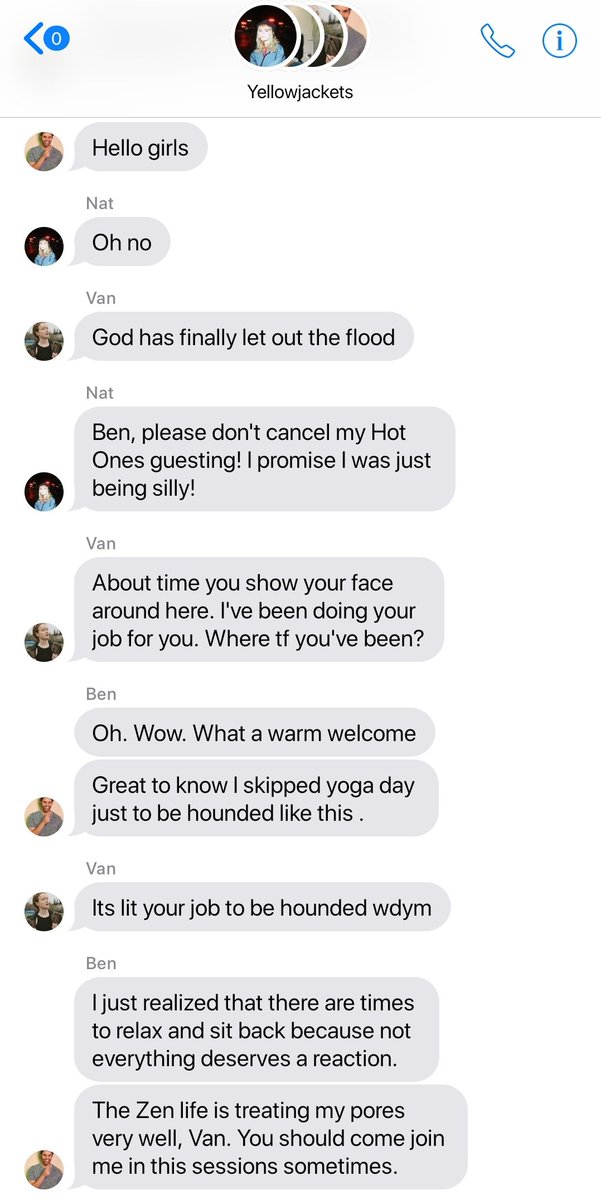 0
Yellowjackets
Hello girls
Nat
Oh no
Van
God has finally let out the flood
Nat
Ben, please don't cancel my Hot
Ones guesting! I promise I was just
being silly!
Van
About time you show your face
around here. I've been doing your
job for you. Where tf you've been?
Ben
Oh. Wow. What a warm welcome
Great to know I skipped yoga day
just to be hounded like this .
Van
Its lit your job to be hounded wdym
Ben
I just realized that there are times
to relax and sit back because not
everything deserves a reaction.
The Zen life is treating my pores
very well, Van. You should come join
me in this sessions sometimes.